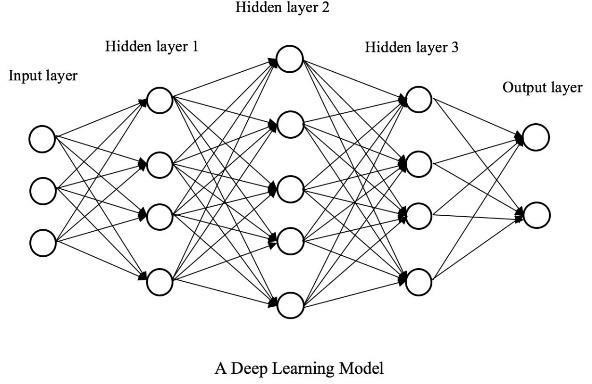 Hidden layer 2
Hidden layer 1
Hidden layer 3
Input layer
Output layer
A Deep Learning Model